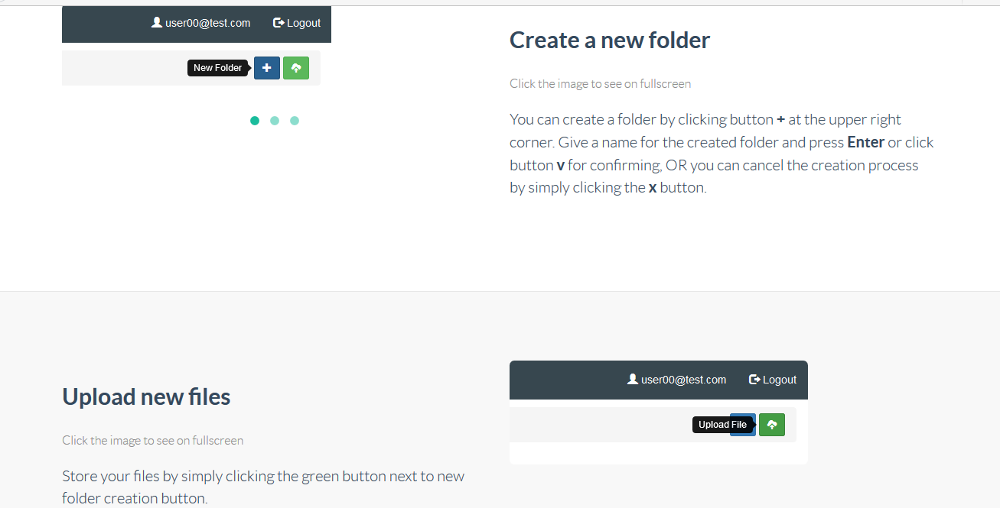 user00@test.com Logout
New Folder
Create a new folder
Click the image to see on fullscreen
You can create a folder by clicking button + at the upper right
corner. Give a name for the created folder and press Enter or click
button v for confirming, OR you can cancel the creation process
by simply clicking the x button.
Upload new files
Click the image to see on fullscreen
Store your files by simply clicking the green button next to new
folder creation button.
user00@test.com Logout
Upload File